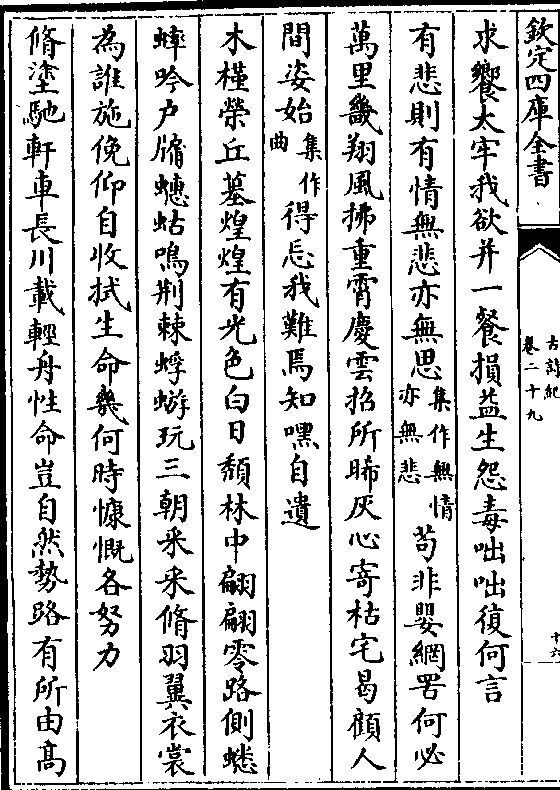 欽定四庫全書
古詩紀
卷二十九
十六
求饗太牢我欲并一餐損益生怨毒咄咄復何言
有悲則有情無悲亦無思集作無情亦無悲苟非嬰網罟何必
萬里畿翔風拂重霄慶雲招所晞灰心寄枯宅曷顧人
間姿始集作曲得忘我難焉知嘿自遺
木槿榮丘墓煌煌有光色白日頽林中翩翩零路側蟋
蟀吟户牖蟪蛄鳴荆棘蜉蝣玩三朝采采脩羽翼衣裳
為誰施俛仰自收拭生命幾何時慷慨各努力
脩塗馳軒車長川載輕舟性命豈自然勢路有所由髙